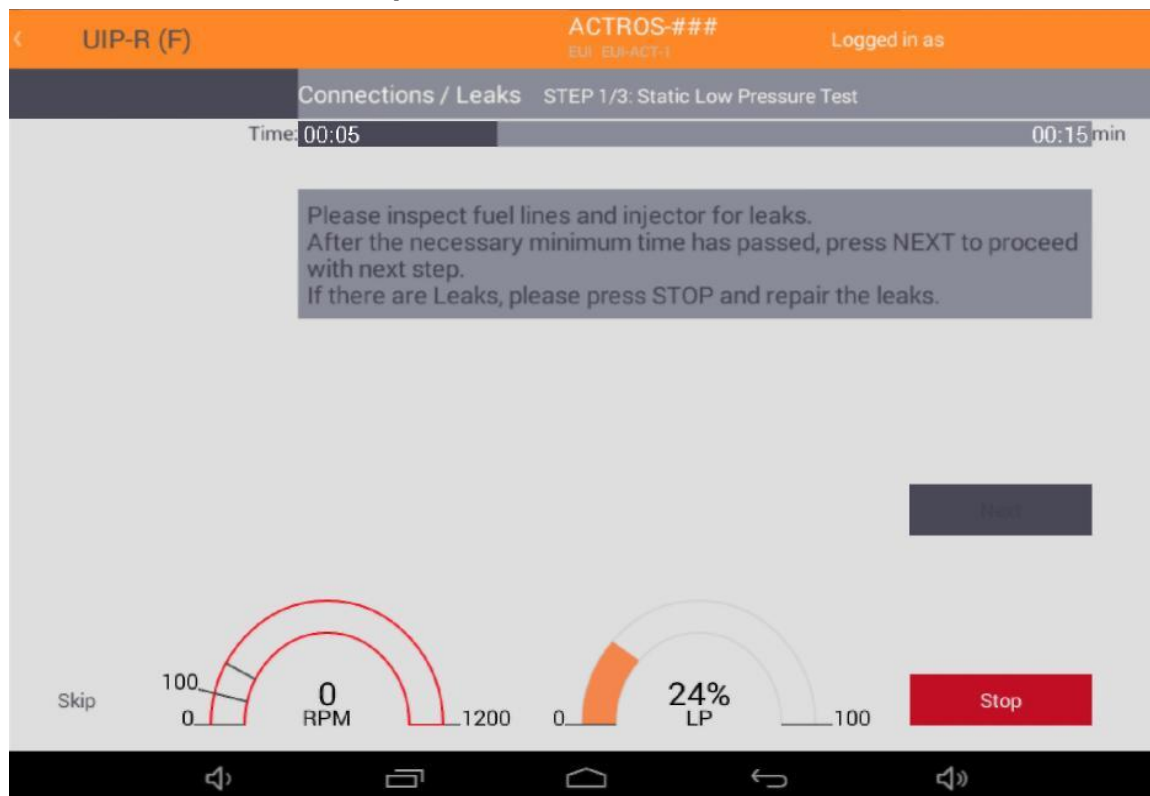 UIP-R (F)
ACTROS-###
EUI EUI-ACT-1
Logged in as
Connections / Leaks STEP 1/3: Static Low Pressure Test
Time: 00:05 00:15 min
Please inspect fuel lines and injector for leaks.
After the necessary minimum time has passed, press NEXT to proceed
with next step.
If there are Leaks, please press STOP and repair the leaks.
Next
Skip
100
0
0
RPM
1200
0
24%
LP
100
Stop